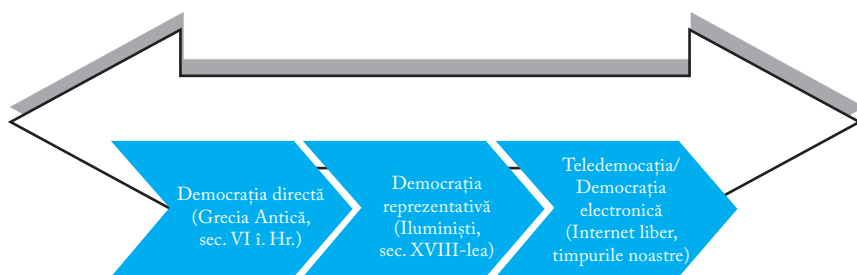 Democrația directă
(Grecia Antică,
sec. VI î. Hr.)
Democrația
reprezentativă
(Iluminiști,
sec. XVIII-lea)
Teledemocația/
Democrația
electronică
(Internet liber,
timpurile noastre)